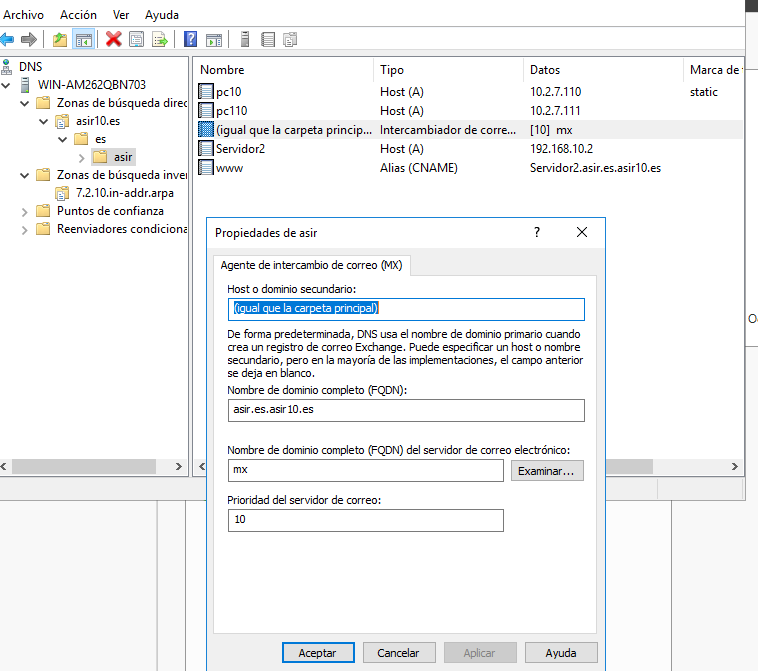 Archivo Acción Ver Ayuda
DNS
WIN-AM262QBN703
Zonas de búsqueda direc
asir10.es
es
asir
Zonas de búsqueda inver
7.2.10.in-addr.arpa
Puntos de confianza
Reenviadores condiciona
Nombre Tipo Datos Marca de
pc10 Host (A) 10.2.7.110 static
pc110 Host (A) 10.2.7.111
(igual que la carpeta princip... Intercambiador de corre... [10] mx
Servidor2 Host (A) 192.168.10.2
www Alias (CNAME) Servidor2.asir.es.asir10.es
Propiedades de asir ?
Agente de intercambio de correo (MX)
Host o dominio secundario:
(igual que la carpeta principal)
De forma predeterminada, DNS usa el nombre de dominio primario cuando
crea un registro de correo Exchange. Puede especificar un host o nombre
secundario, pero en la mayoría de las implementaciones, el campo anterior
se deja en blanco.
Nombre de dominio completo (FQDN):
asir.es.asir10.es
Nombre de dominio completo (FQDN) del servidor de correo electrónico:
mx Examinar...
Prioridad del servidor de correo:
10
Aceptar Cancelar Aplicar Ayuda